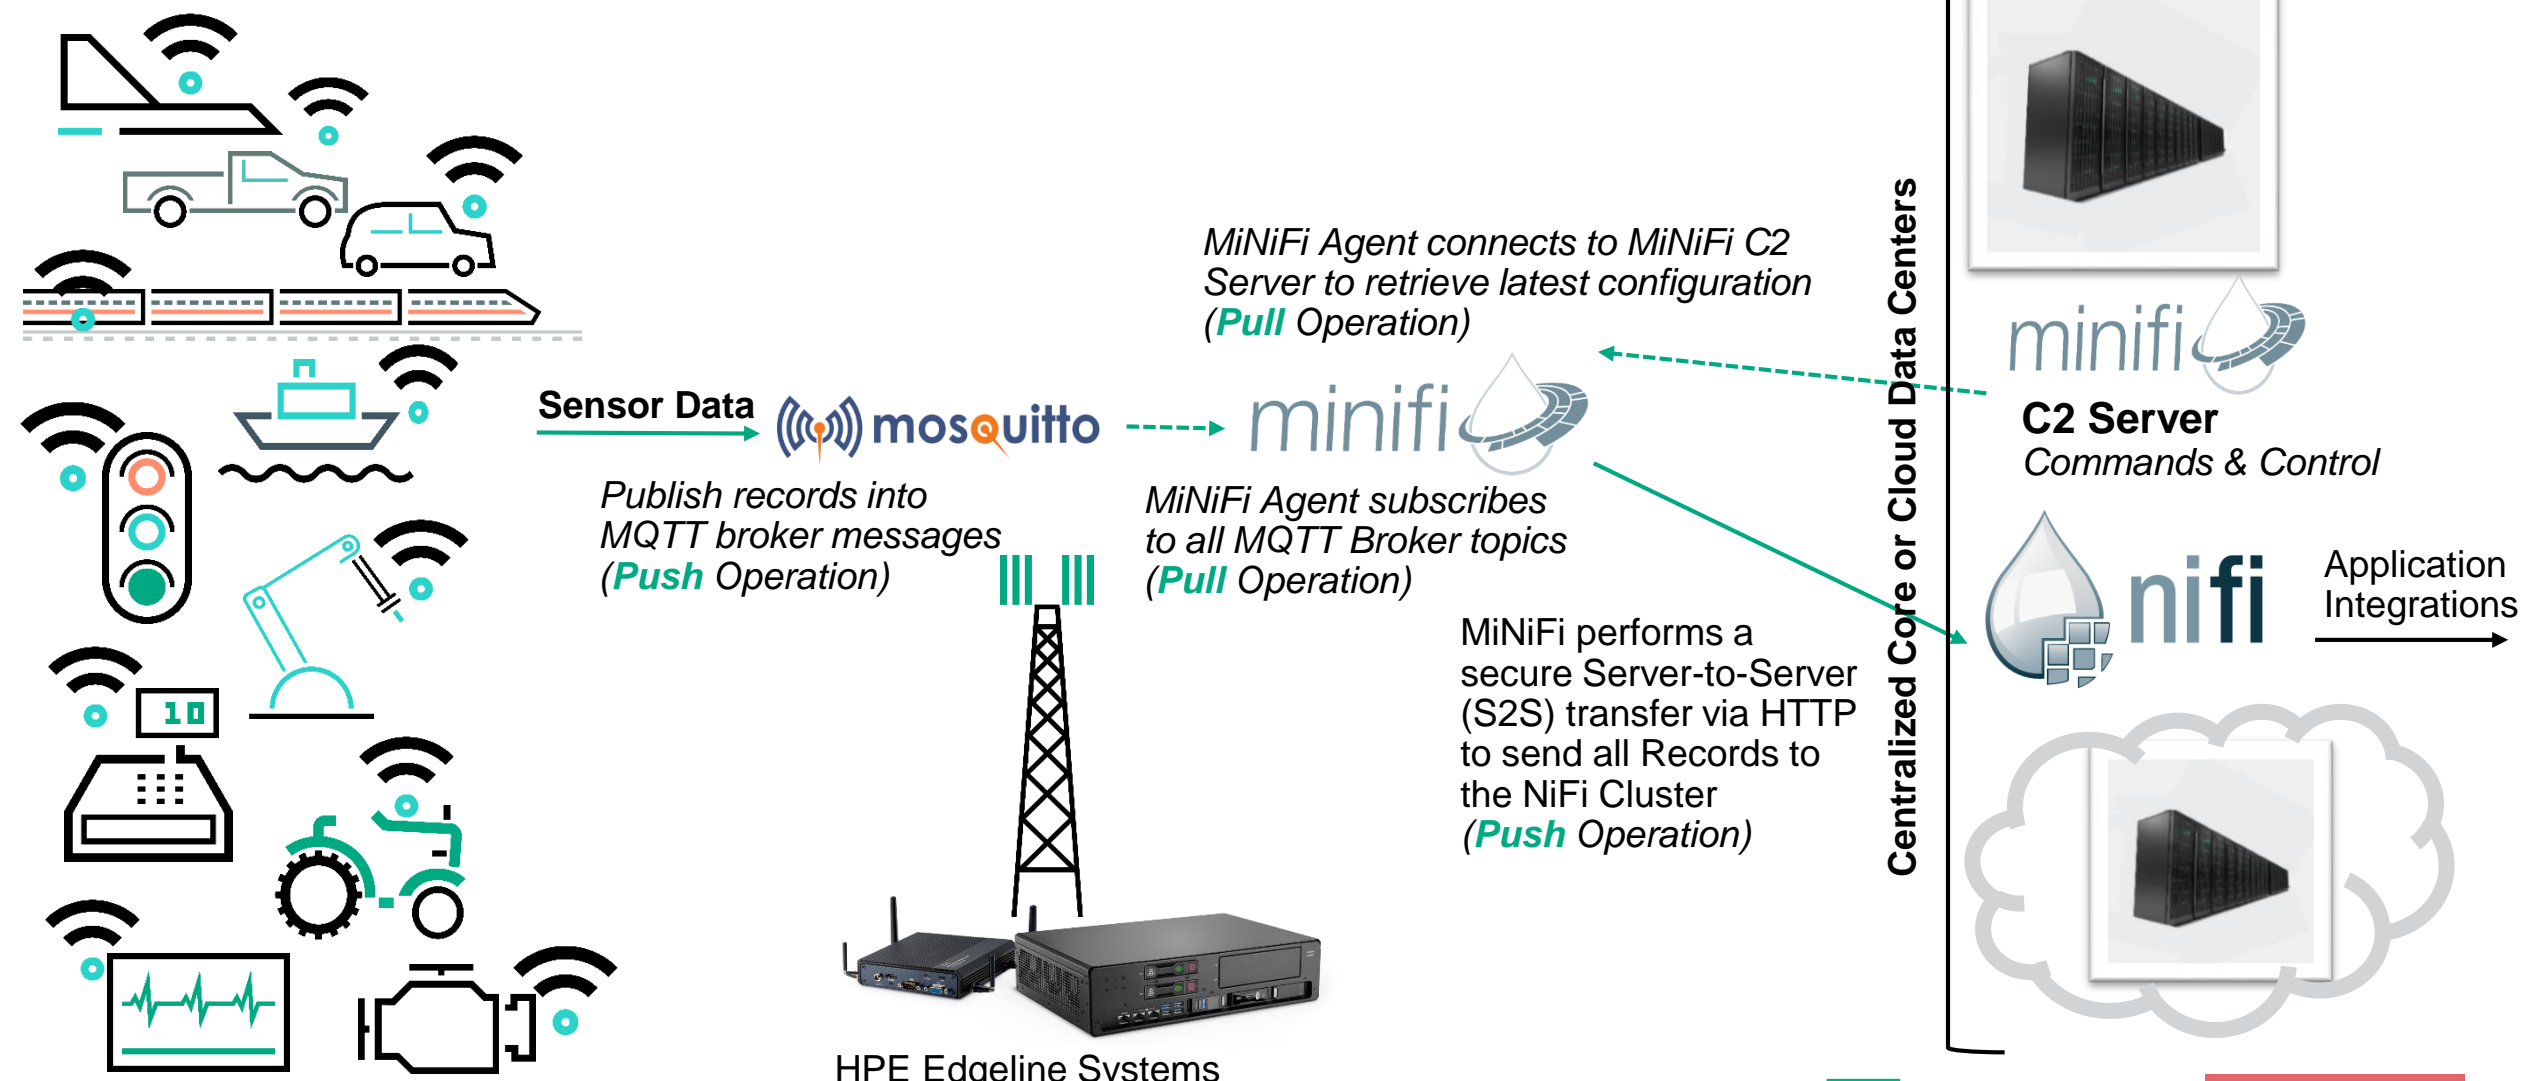 MiNiFi Agent connects to MiNiFi C2
Server to retrieve latest configuration
(Pull Operation)
Sensor Data
mosquitto
minifi
Publish records into
MQTT broker messages
(Push Operation)
MiNiFi Agent subscribes
to all MQTT Broker topics
(Pull Operation)
MiNiFi performs a
secure Server-to-Server
(S2S) transfer via HTTP
to send all Records to
the NiFi Cluster
(Push Operation)
10
HPE Edgeline Systems
Centralized Core or Cloud Data Centers
minifi
C2 Server
Commands & Control
nifi
Application
Integrations